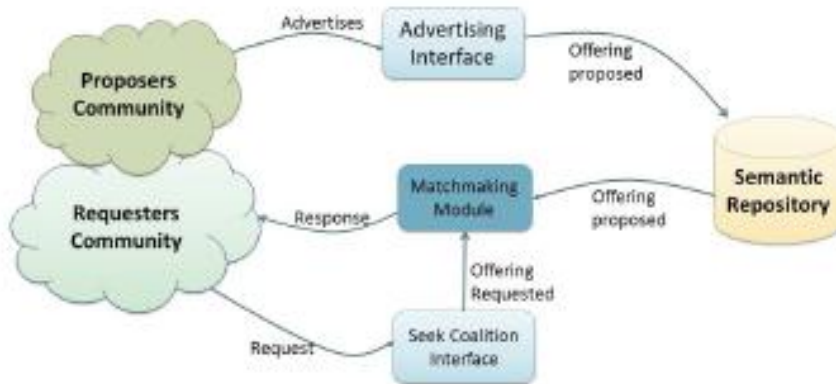 Advertises
Advertising
Interface
Offering
proposed
Proposers
Community
Semantic
Repository
Matchmaking
Module
Offering
proposed
Requesters
Community
Response
Offering
Requested
Request
Seek Coalition
Interface